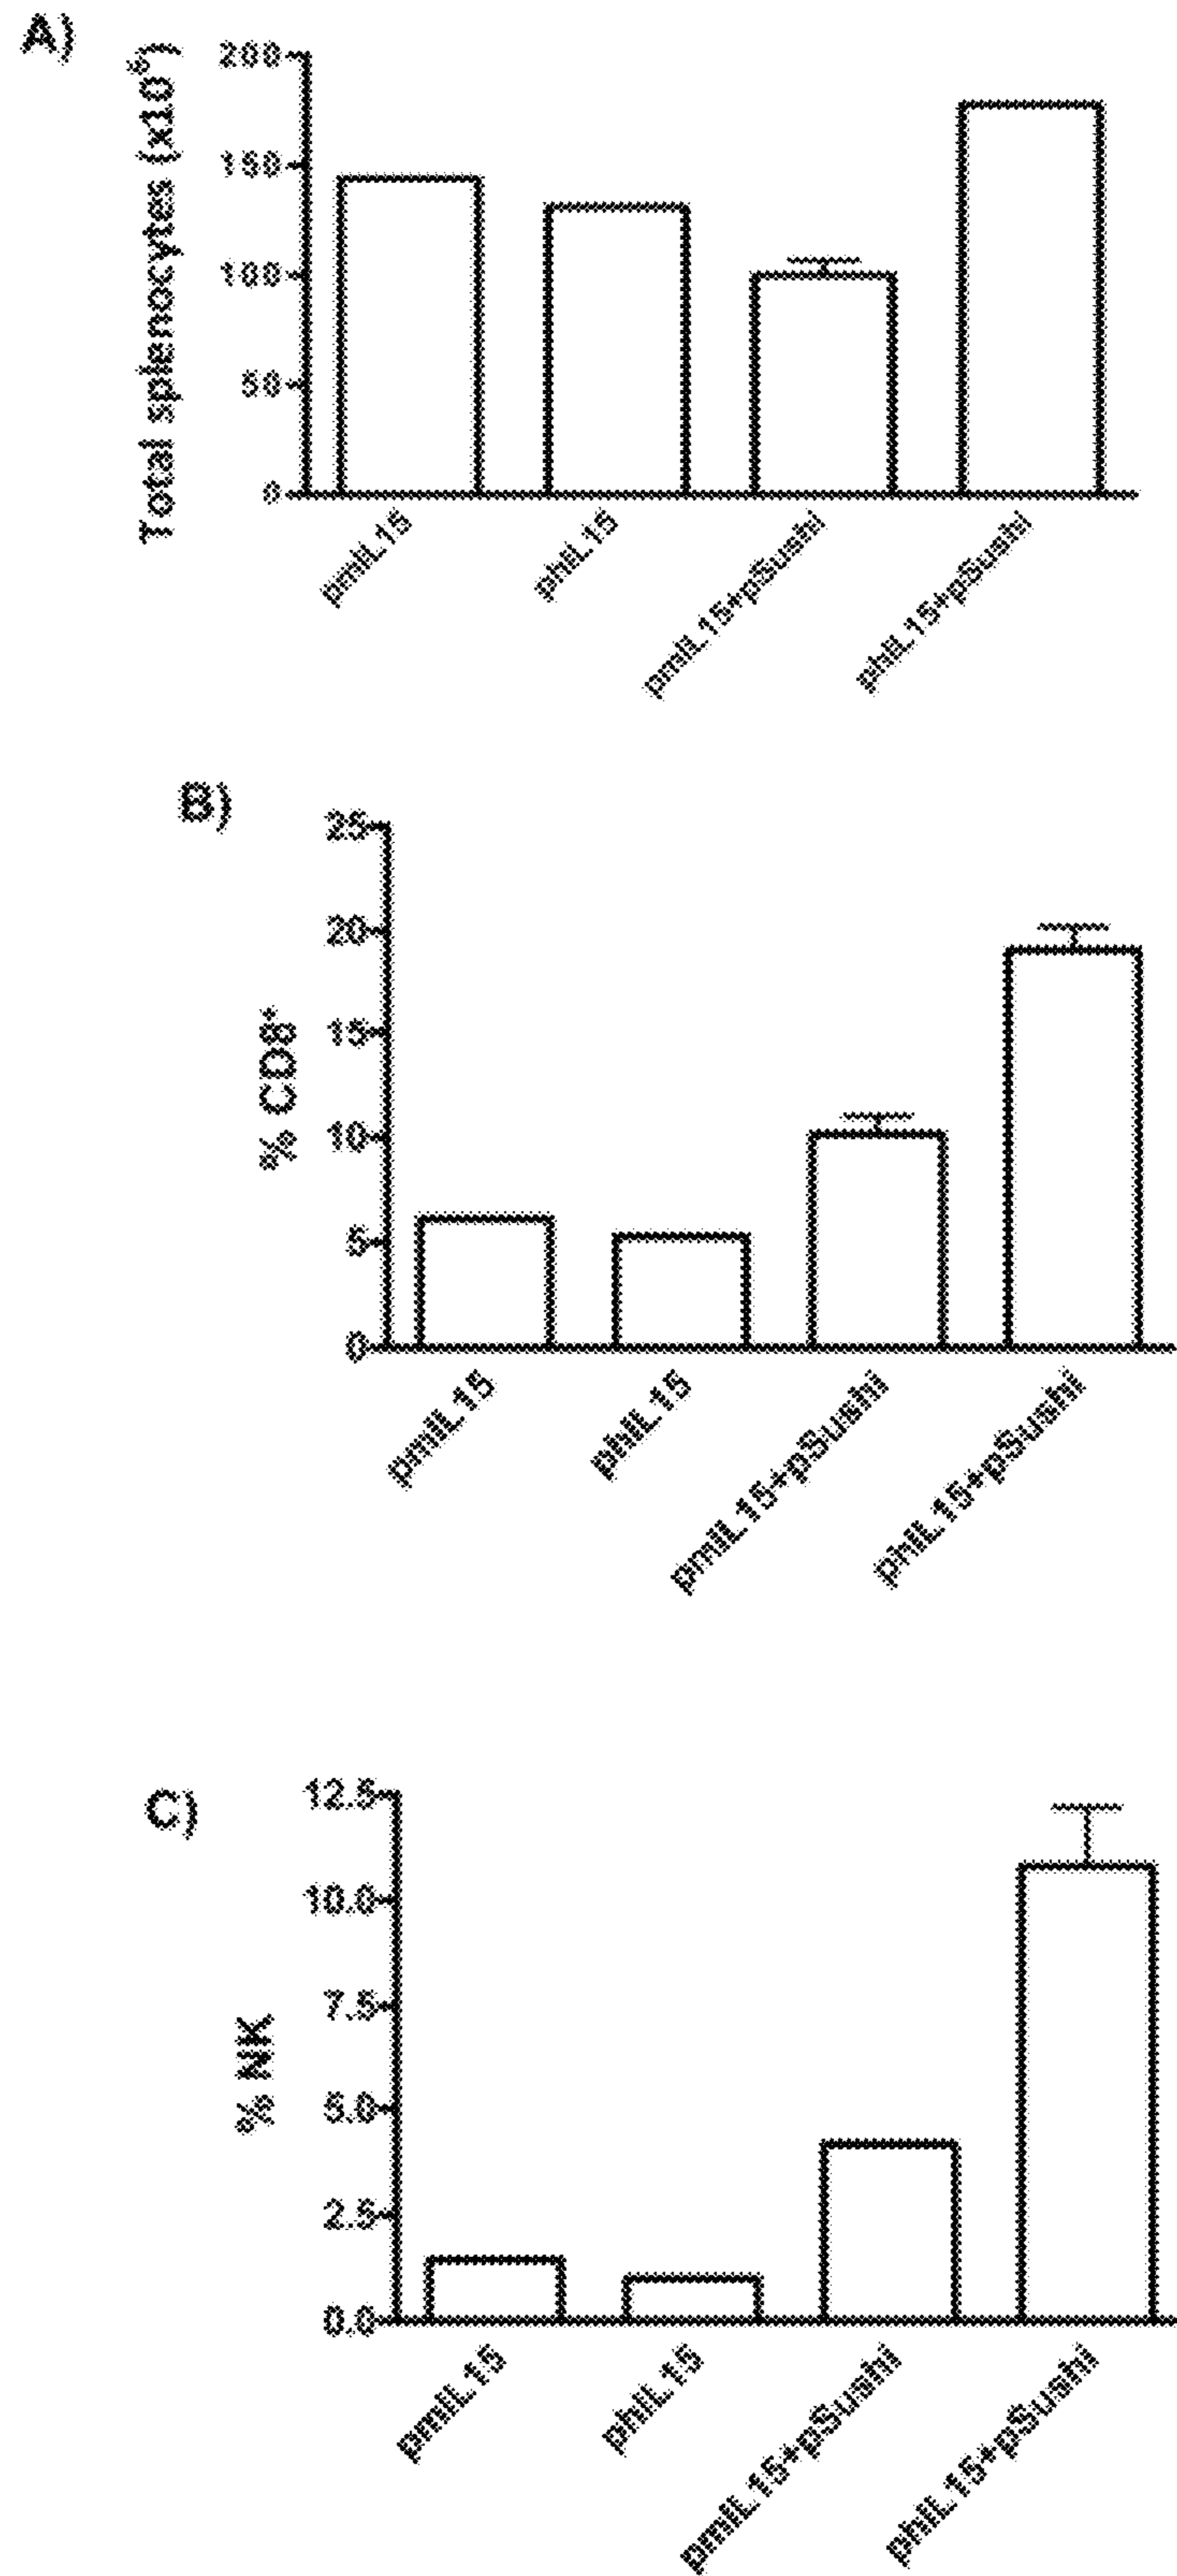 A)
Total splenocytes (x10⁶)
200
150
100
50
0
pmIL15
phIL15
pmIL15+pSushi
phIL15+pSushi
B)
% CD8⁺
25
20
15
10
5
0
pmIL15
phIL15
pmIL15+pSushi
phIL15+pSushi
C)
% NK
12.5
10.0
7.5
5.0
2.5
0.0
pmIL15
phIL15
pmIL15+pSushi
phIL15+pSushi